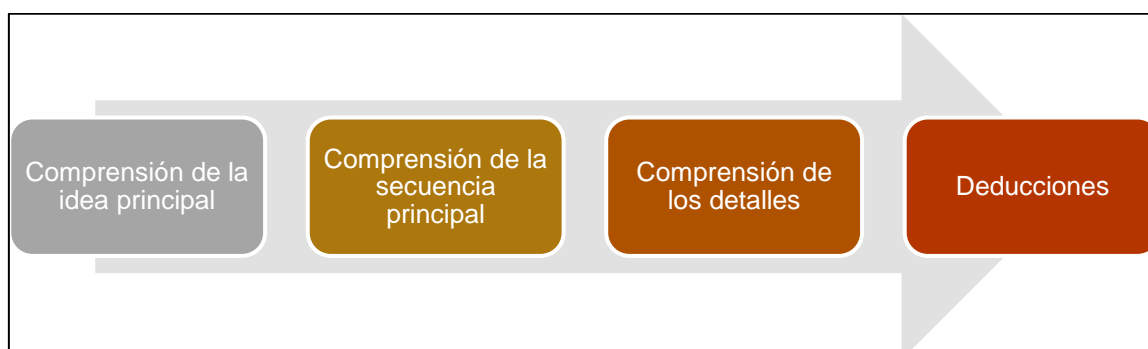 Comprensión de la
idea principal
Comprensión de la
secuencia
principal
Comprensión de
los detalles
Deducciones